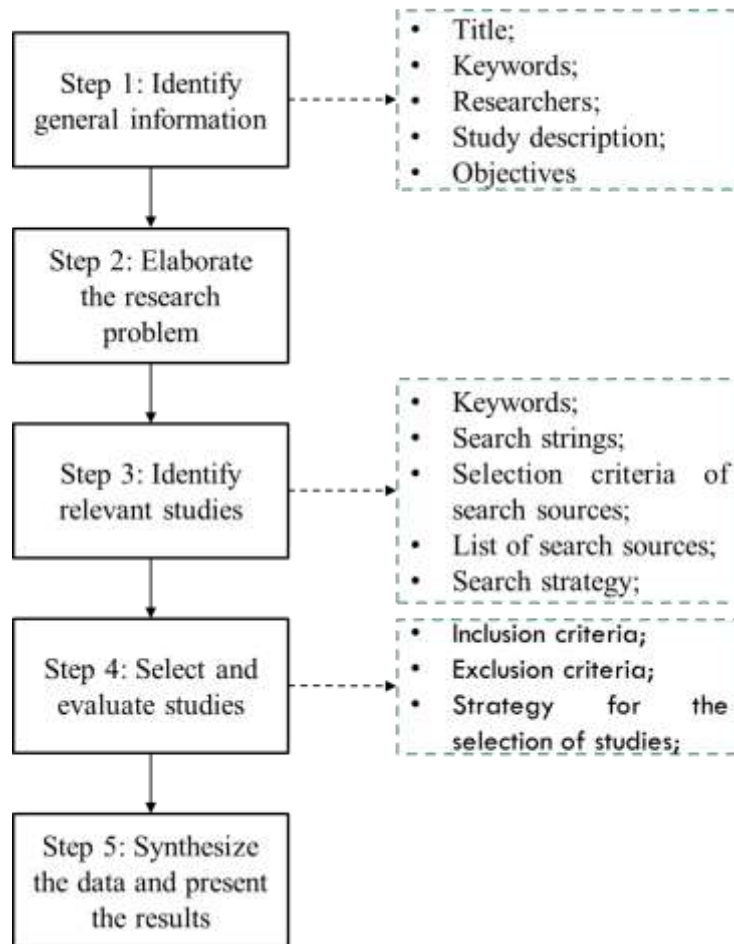 Step 1: Identify
general information
• Title;
• Keywords;
• Researchers;
• Study description;
• Objectives
Step 2: Elaborate
the research
problem
Step 3: Identify
relevant studies
• Keywords;
• Search strings;
• Selection criteria of
search sources;
• List of search sources;
• Search strategy;
Step 4: Select and
evaluate studies
• Inclusion criteria;
• Exclusion criteria;
• Strategy for the
selection of studies;
Step 5: Synthesize
the data and present
the results